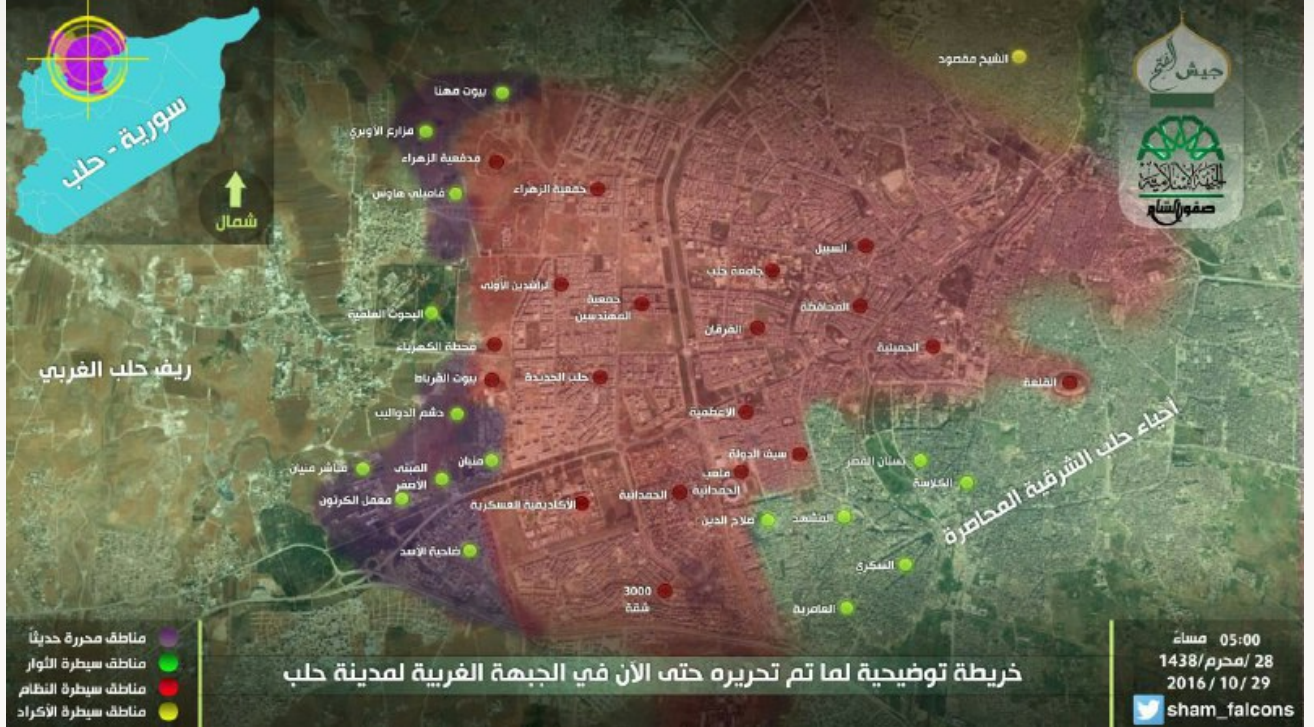 سورية - حلب
شمال
جيش الفتح
الجبهة الإسلامية
صقور الشام
الشيخ مقصود
بيوت مهنا
مزارع الأوبري
مدفعية الزهراء
فاميلي هاوس
جمعية الزهراء
السبيل
جامعة حلب
الراشدين الأولى
جمعية
المهندسين
المحافظة
البحوث العلمية
الفرقان
محطة الكهرباء
الجميلية
ريف حلب الغربي
بيوت القرباط
حلب الجديدة
القلعة
دشم الدواليب
الاعظمية
أحياء حلب الشرقية المحاصرة
سيف الدولة
بستان القصر
منيان
مناشر منيان
المبنى
الأصفر
ملعب
الحمدانية
الحمدانية
الكلاسة
معمل الكرتون
الأكاديمية العسكرية
صلاح الدين
المشهد
ضاحية الأسد
السكري
3000
شقة
العامرية
مناطق محررة حديثاً
مناطق سيطرة الثوار
مناطق سيطرة النظام
مناطق سيطرة الأكراد
خريطة توضيحية لما تم تحريره حتى الآن في الجبهة الغربية لمدينة حلب
05:00 مساءً
28 /محرم/1438
2016 / 10 / 29
sham_falcons